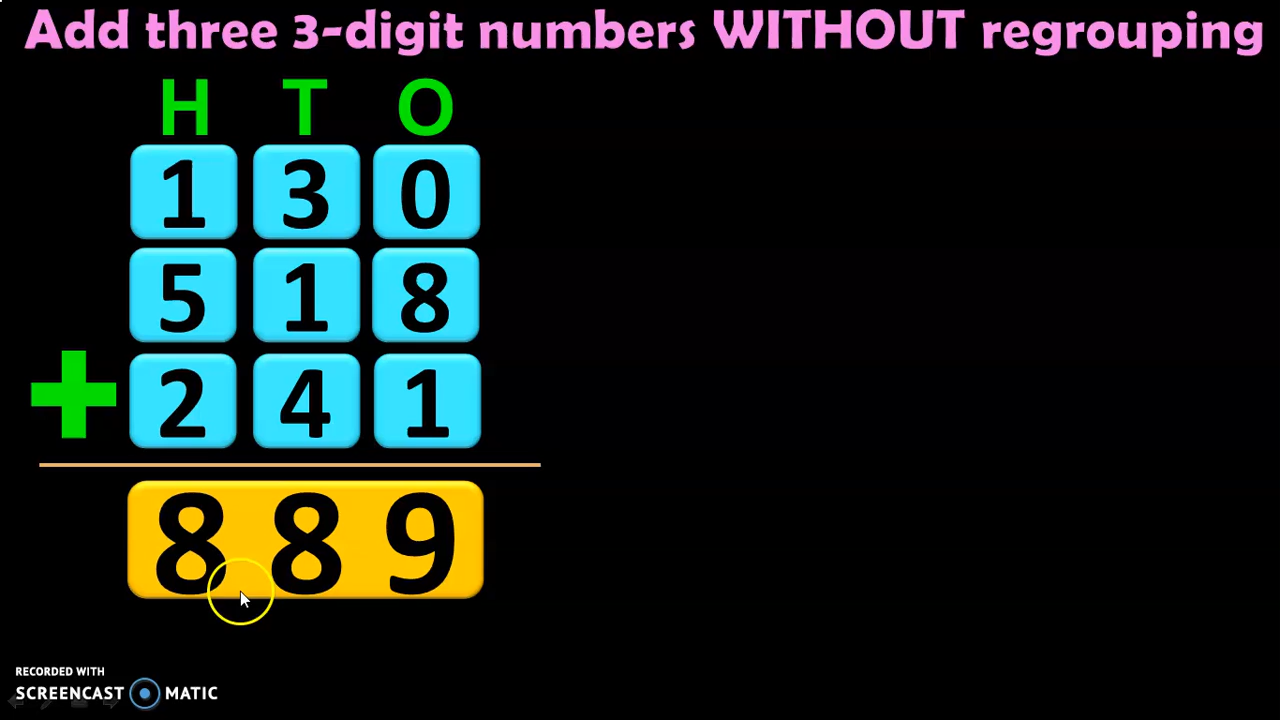 Add three 3-digit numbers WITHOUT regrouping
H T O
1 3 0
5 1 8
+ 2 4 1
8 8 9
RECORDED WITH
SCREENCAST MATIC